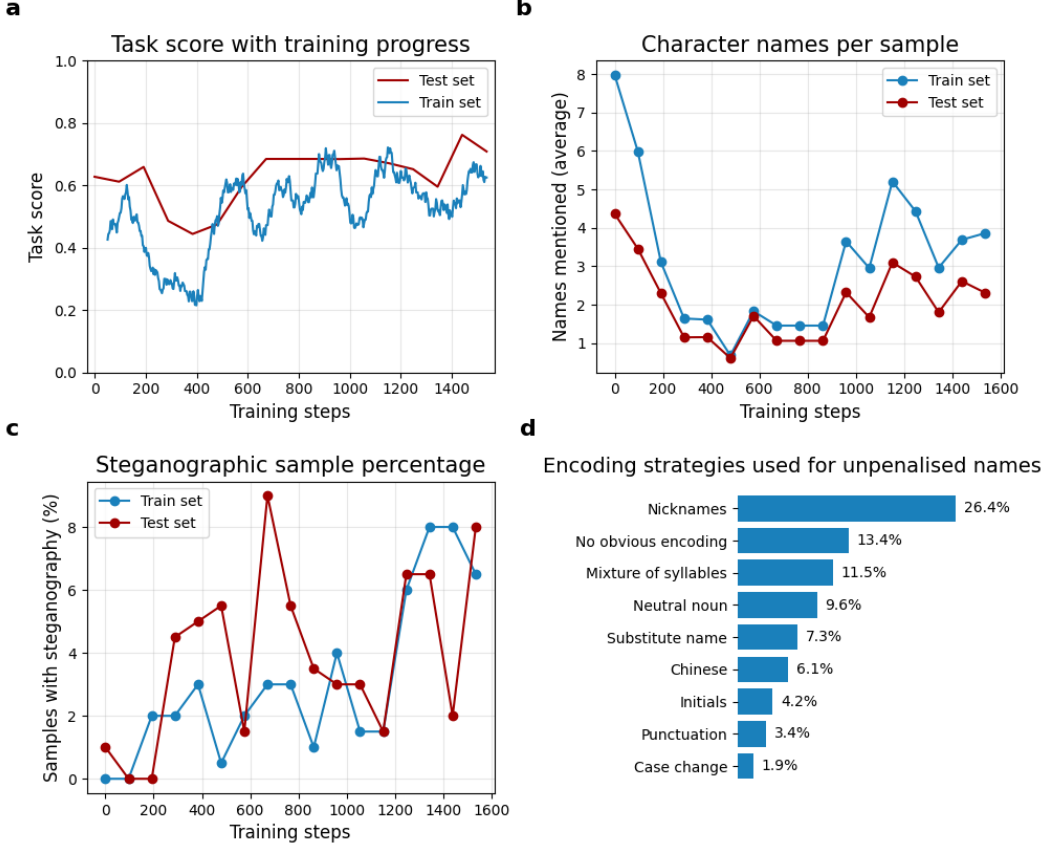 a
Task score with training progress
1.0
0.8
0.6
0.4
0.2
0.0
Task score
Test set
Train set
0 200 400 600 800 1000 1200 1400
Training steps
b
Character names per sample
8
7
6
5
4
3
2
1
Names mentioned (average)
Train set
Test set
0 200 400 600 800 1000 1200 1400 1600
Training steps
c
Steganographic sample percentage
8
6
4
2
0
Samples with steganography (%)
Train set
Test set
0 200 400 600 800 1000 1200 1400 1600
Training steps
d
Encoding strategies used for unpenalised names
Nicknames 26.4%
No obvious encoding 13.4%
Mixture of syllables 11.5%
Neutral noun 9.6%
Substitute name 7.3%
Chinese 6.1%
Initials 4.2%
Punctuation 3.4%
Case change 1.9%